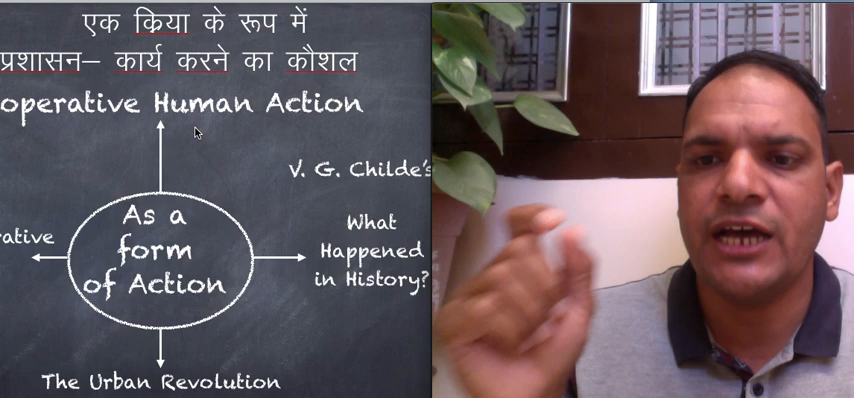 एक क्रिया के रूप में
प्रशासन– कार्य करने का कौशल
operative Human Action
V. G. Childe's
As a
form
of Action
rative
What
Happened
in History?
The Urban Revolution